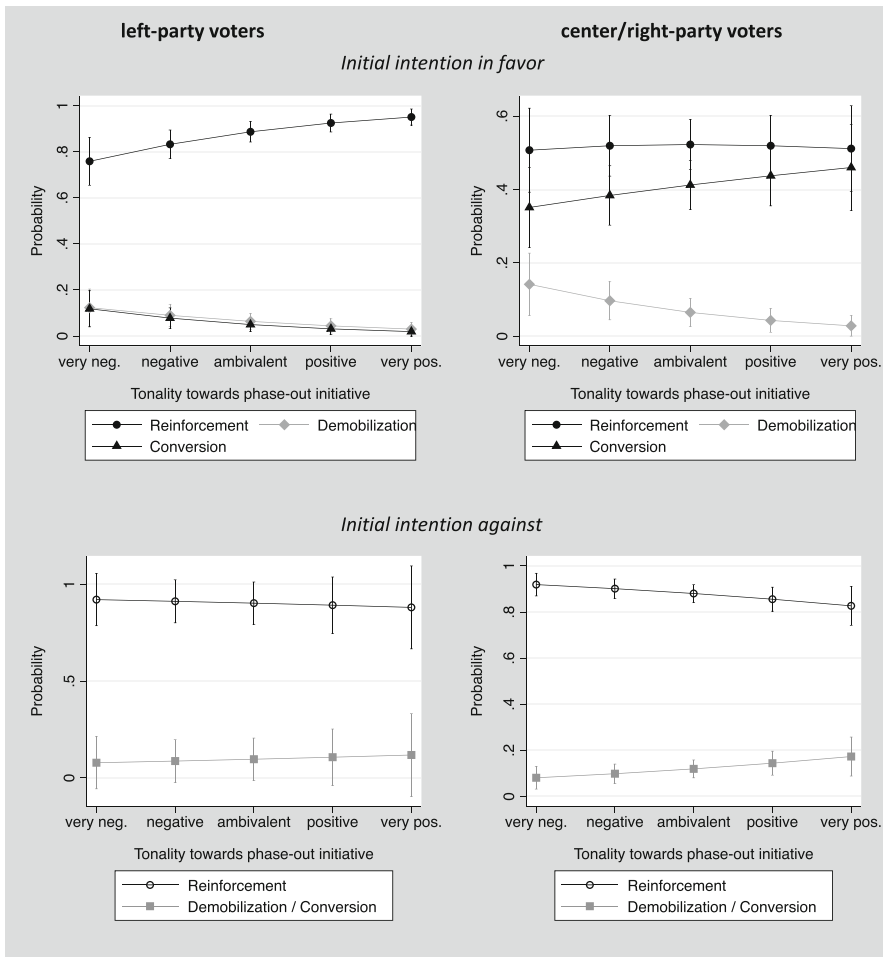 left-party voters
center/right-party voters
Initial intention in favor
Probability
1
.8
.6
.4
.2
0
very neg. negative ambivalent positive very pos.
Tonality towards phase-out initiative
Reinforcement Demobilization
Conversion
Probability
.6
.4
.2
0
very neg. negative ambivalent positive very pos.
Tonality towards phase-out initiative
Reinforcement Demobilization
Conversion
Initial intention against
Probability
1
.5
0
very neg. negative ambivalent positive very pos.
Tonality towards phase-out initiative
Reinforcement
Demobilization / Conversion
Probability
1
.8
.6
.4
.2
0
very neg. negative ambivalent positive very pos.
Tonality towards phase-out initiative
Reinforcement
Demobilization / Conversion